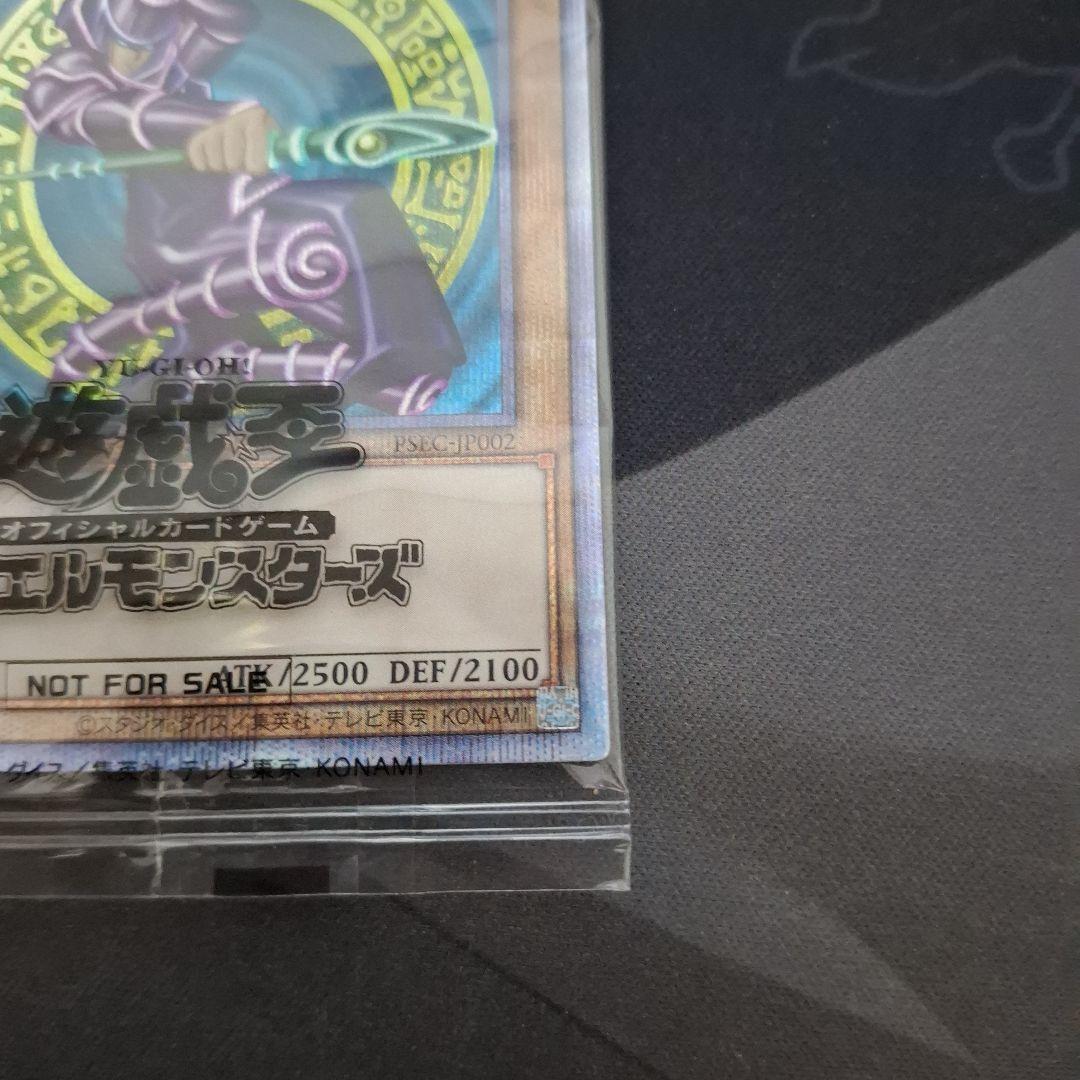 YU-GI-OH!
遊戯王
PSEC-JP002
オフィシャルカードゲーム
エルモンスターズ
ATK/2500 DEF/2100
NOT FOR SALE
©スタジオ・ダイス／集英社・テレビ東京・KONAMI
ダイス／集英社・テレビ東京・KONAMI